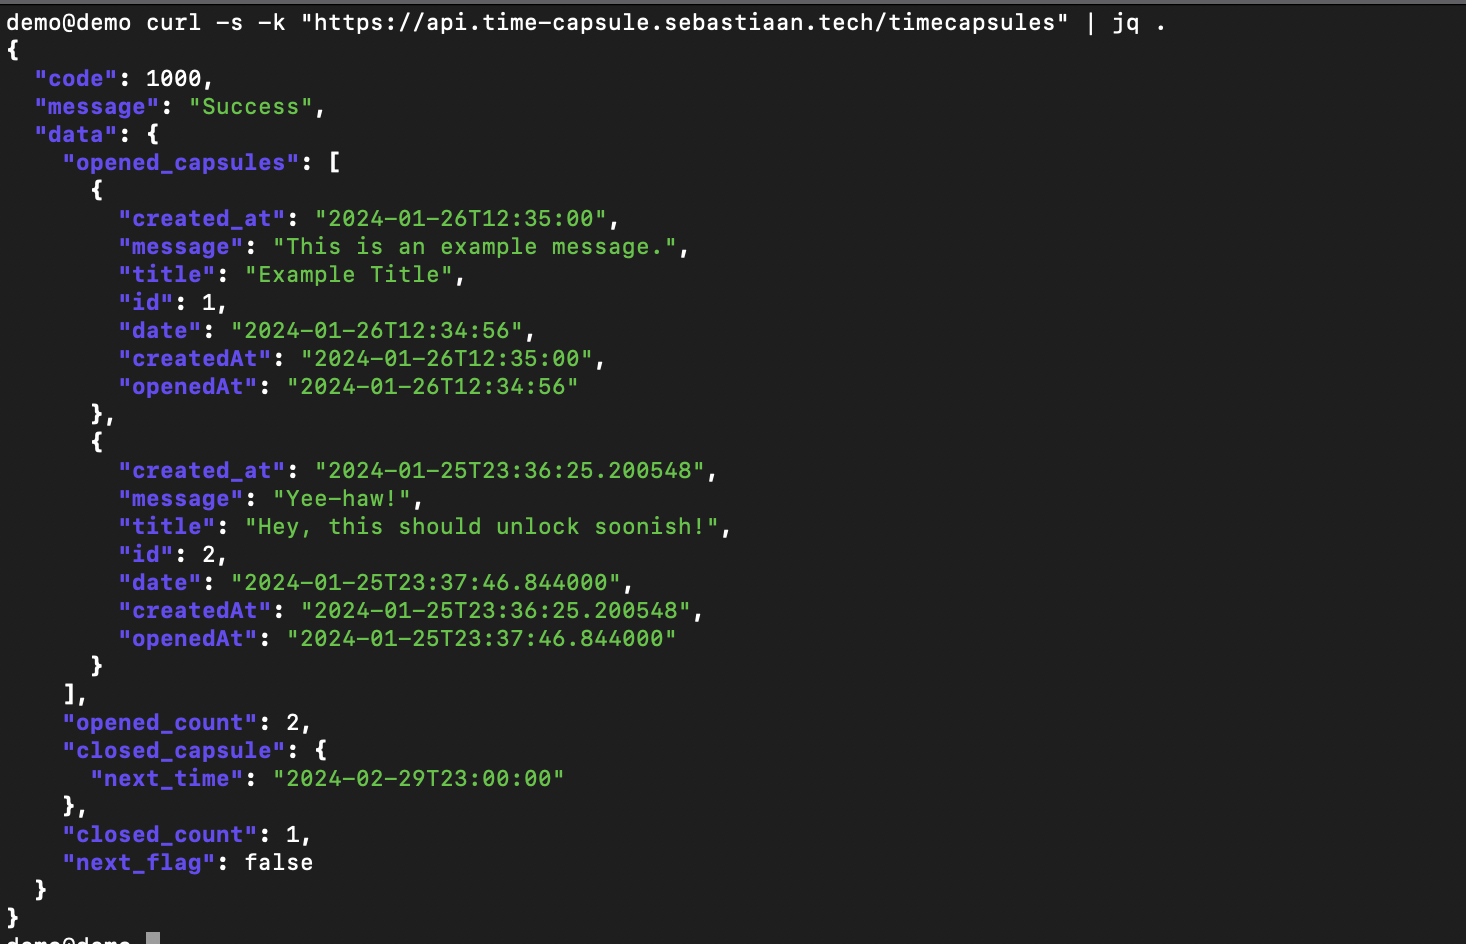 demo@demo curl -s -k "https://api.time-capsule.sebastiaan.tech/timecapsules" | jq .
{
  "code": 1000,
  "message": "Success",
  "data": {
    "opened_capsules": [
      {
        "created_at": "2024-01-26T12:35:00",
        "message": "This is an example message.",
        "title": "Example Title",
        "id": 1,
        "date": "2024-01-26T12:34:56",
        "createdAt": "2024-01-26T12:35:00",
        "openedAt": "2024-01-26T12:34:56"
      },
      {
        "created_at": "2024-01-25T23:36:25.200548",
        "message": "Yee-haw!",
        "title": "Hey, this should unlock soonish!",
        "id": 2,
        "date": "2024-01-25T23:37:46.844000",
        "createdAt": "2024-01-25T23:36:25.200548",
        "openedAt": "2024-01-25T23:37:46.844000"
      }
    ],
    "opened_count": 2,
    "closed_capsule": {
      "next_time": "2024-02-29T23:00:00"
    },
    "closed_count": 1,
    "next_flag": false
  }
}
demo@demo